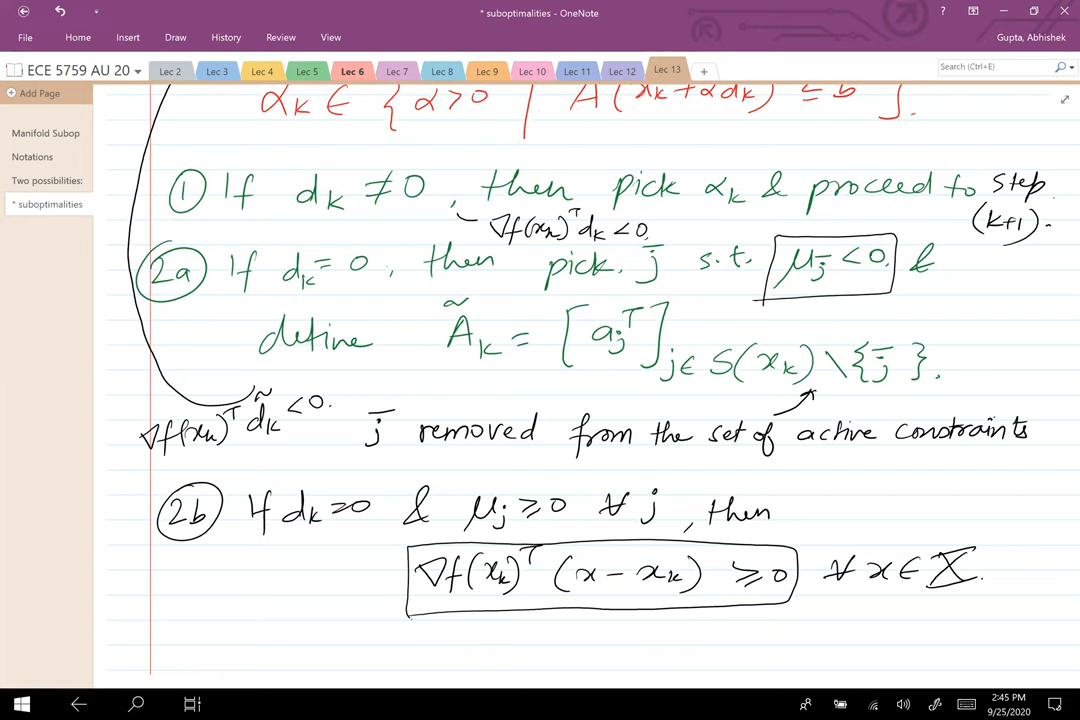 * suboptimalities - OneNote
Gupta, Abhishek
File Home Insert Draw History Review View
ECE 5759 AU 20 Lec 2 Lec 3 Lec 4 Lec 5 Lec 6 Lec 7 Lec 8 Lec 9 Lec 10 Lec 11 Lec 12 Lec 13 + Search (Ctrl+E)
Add Page
Manifold Subop
Notations
Two possibilities:
* suboptimalities
α_k ∈ { α>0 | A(x_k+αd_k) ≤ b }.
① If d_k ≠ 0, then pick α_k & proceed to step (k+1).
∇f(x_k)^T d_k < 0.
2a If d_k = 0, then pick j̄ s.t. μ_j̄ < 0. &
define Ã_k = [a_j^T]_{j∈ S(x_k) \ {j̄}}.
∇f(x_k)^T d̃_k < 0.
j̄ removed from the set of active constraints
2b If d_k = 0 & μ_j ≥ 0 ∀ j, then
∇f(x_k)^T (x - x_k) ≥ 0 ∀ x ∈ X.
2:45 PM
9/25/2020